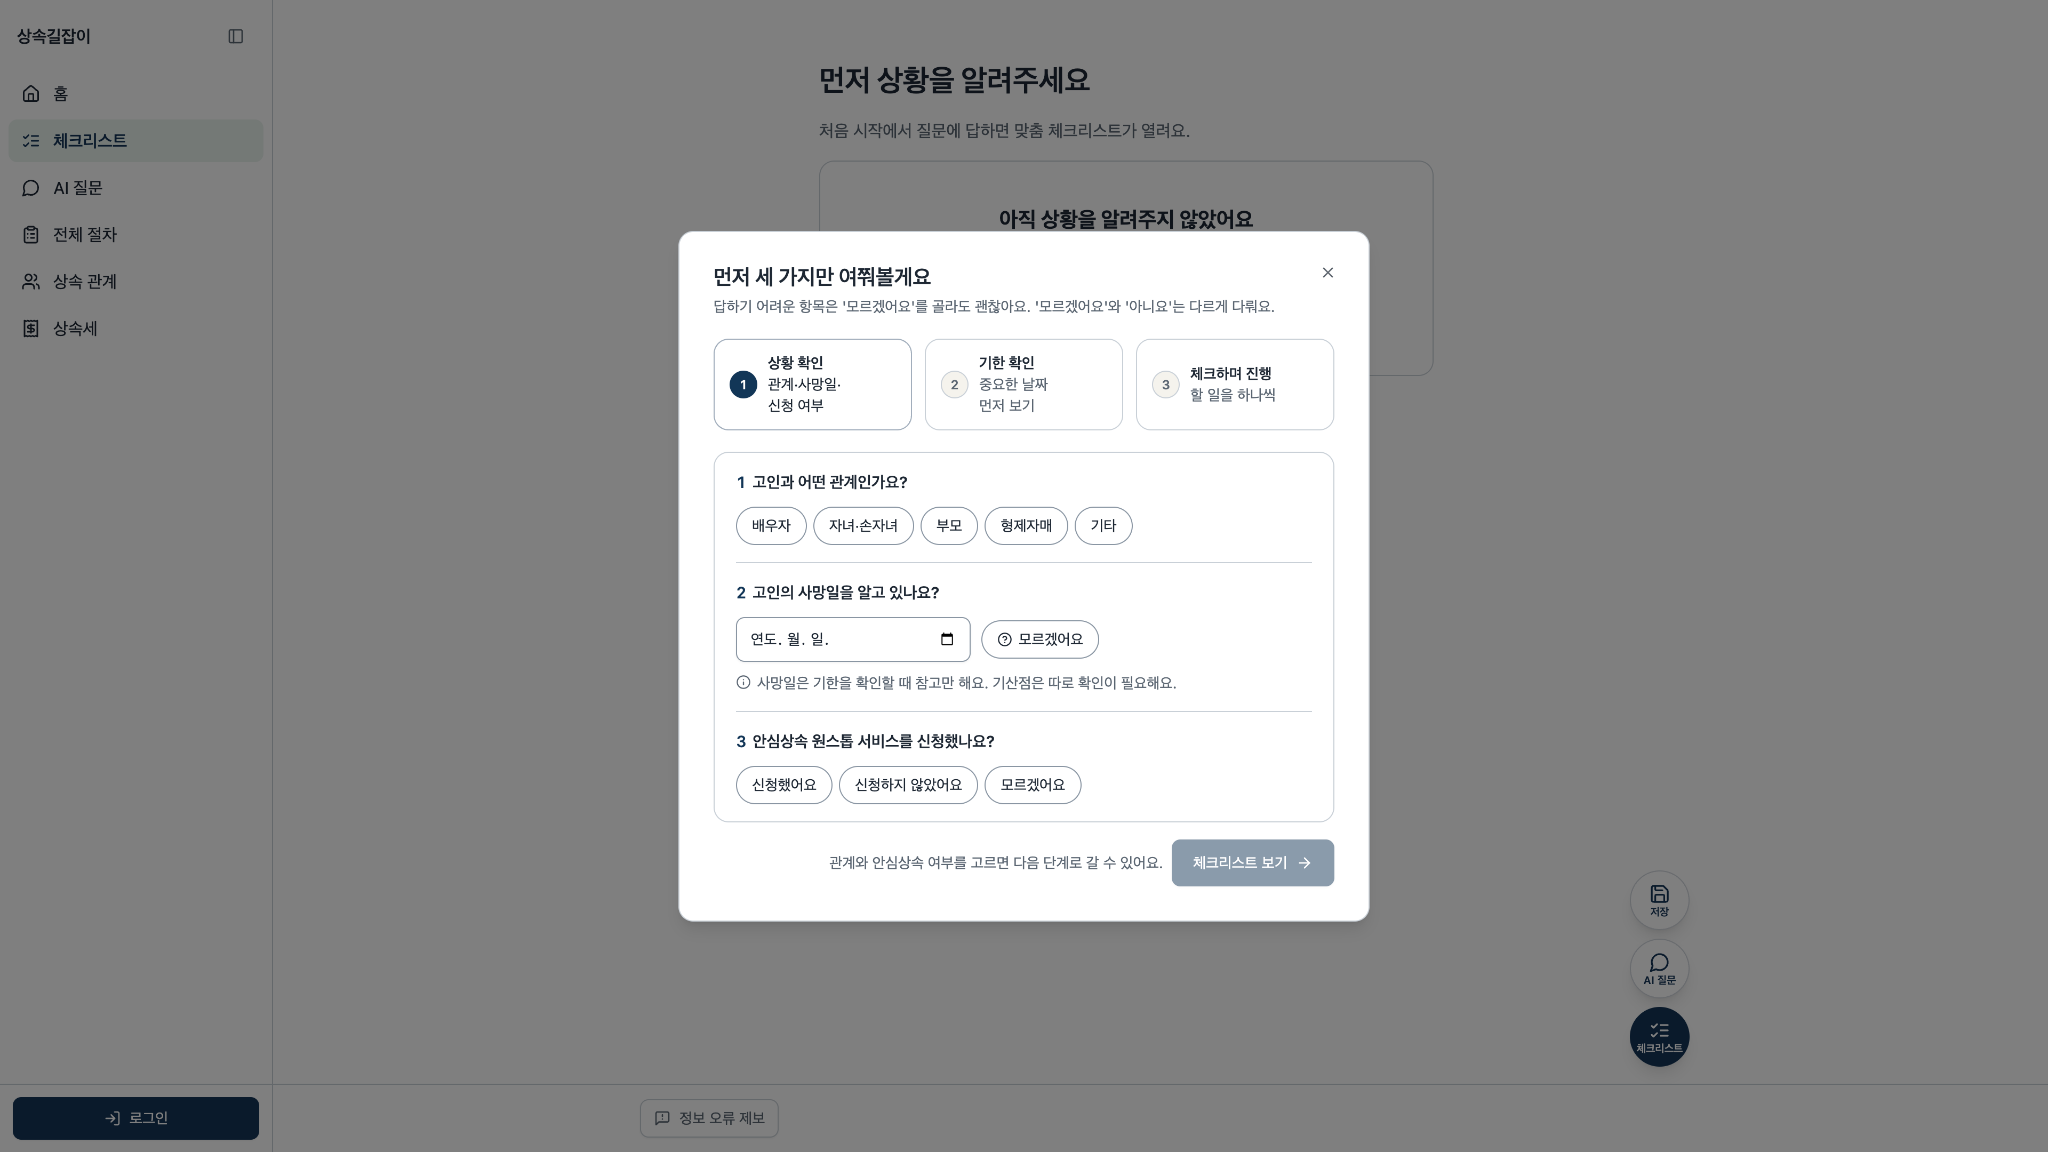 상속길잡이
홈
체크리스트
AI 질문
전체 절차
상속 관계
상속세
로그인
먼저 상황을 알려주세요
처음 시작에서 질문에 답하면 맞춤 체크리스트가 열려요.
아직 상황을 알려주지 않았어요
먼저 세 가지만 여쭤볼게요
답하기 어려운 항목은 '모르겠어요'를 골라도 괜찮아요. '모르겠어요'와 '아니요'는 다르게 다뤄요.
1
상황 확인
관계·사망일·
신청 여부
2
기한 확인
중요한 날짜
먼저 보기
3
체크하며 진행
할 일을 하나씩
1 고인과 어떤 관계인가요?
배우자 자녀·손자녀 부모 형제자매 기타
2 고인의 사망일을 알고 있나요?
연도. 월. 일. 모르겠어요
사망일은 기한을 확인할 때 참고만 해요. 기산점은 따로 확인이 필요해요.
3 안심상속 원스톱 서비스를 신청했나요?
신청했어요 신청하지 않았어요 모르겠어요
관계와 안심상속 여부를 고르면 다음 단계로 갈 수 있어요. 체크리스트 보기
저장
AI 질문
체크리스트
정보 오류 제보